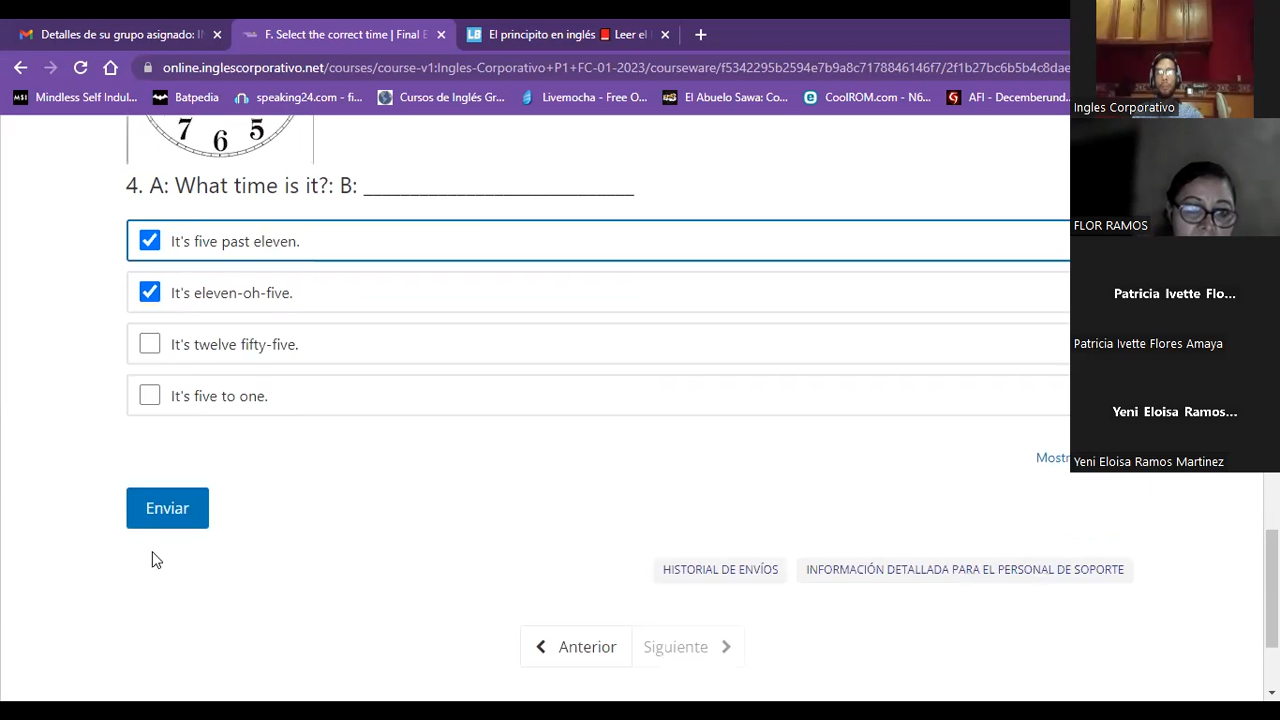 Detalles de su grupo asignado: I
F. Select the correct time | Final E
El principito en inglés 📕 Leer el
online.inglescorporativo.net/courses/course-v1:Ingles-Corporativo+P1+FC-01-2023/courseware/f5342295b2594e7b9a8c7178846146f7/2f1b27bc6b5b4c8dae
Mindless Self Indul...
Batpedia
speaking24.com - fi...
Cursos de Inglés Gr...
Livemocha - Free O...
El Abuelo Sawa: Co...
CoolROM.com - N6...
AFI - Decemberund...
Ingles Corporativo
FLOR RAMOS
Patricia Ivette Flo...
Patricia Ivette Flores Amaya
Yeni Eloisa Ramos...
Yeni Eloisa Ramos Martinez
7 6 5
4. A: What time is it?: B: ___________________________
It's five past eleven.
It's eleven-oh-five.
It's twelve fifty-five.
It's five to one.
Enviar
HISTORIAL DE ENVÍOS
INFORMACIÓN DETALLADA PARA EL PERSONAL DE SOPORTE
Anterior
Siguiente